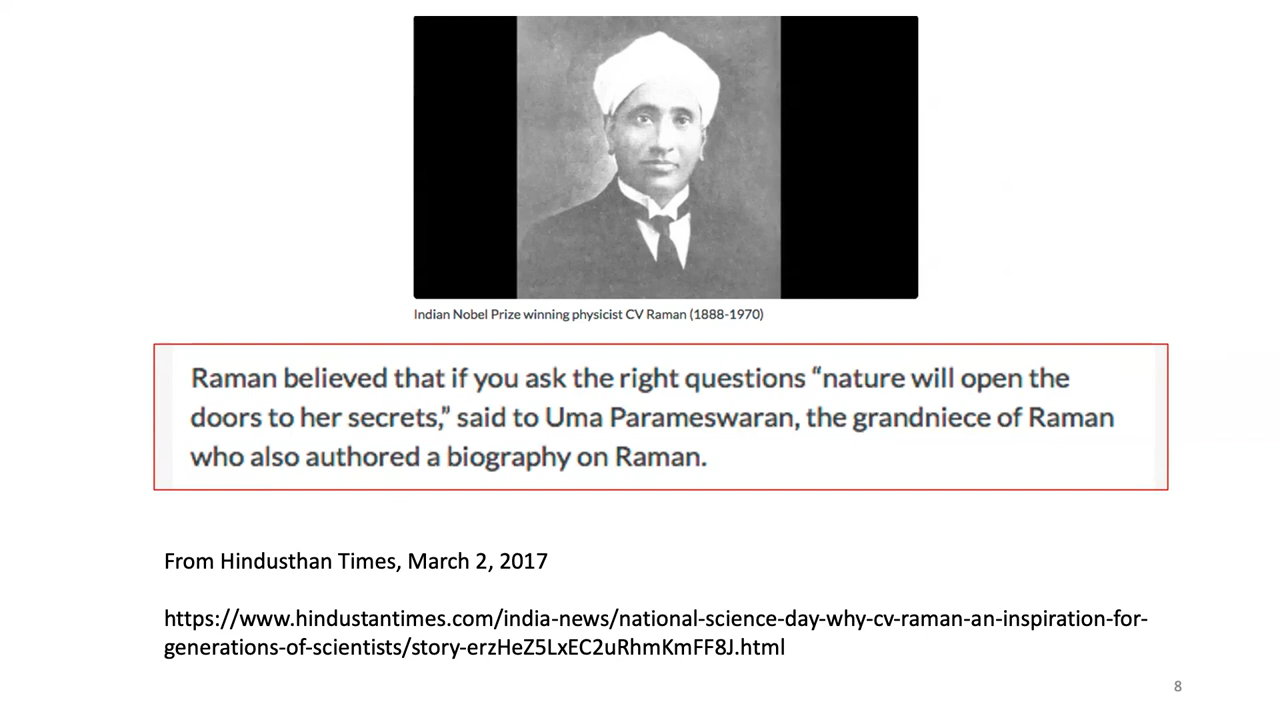 Indian Nobel Prize winning physicist CV Raman (1888-1970)
Raman believed that if you ask the right questions “nature will open the
doors to her secrets,” said to Uma Parameswaran, the grandniece of Raman
who also authored a biography on Raman.
From Hindusthan Times, March 2, 2017
https://www.hindustantimes.com/india-news/national-science-day-why-cv-raman-an-inspiration-for-
generations-of-scientists/story-erzHeZ5LxEC2uRhmKmFF8J.html
8